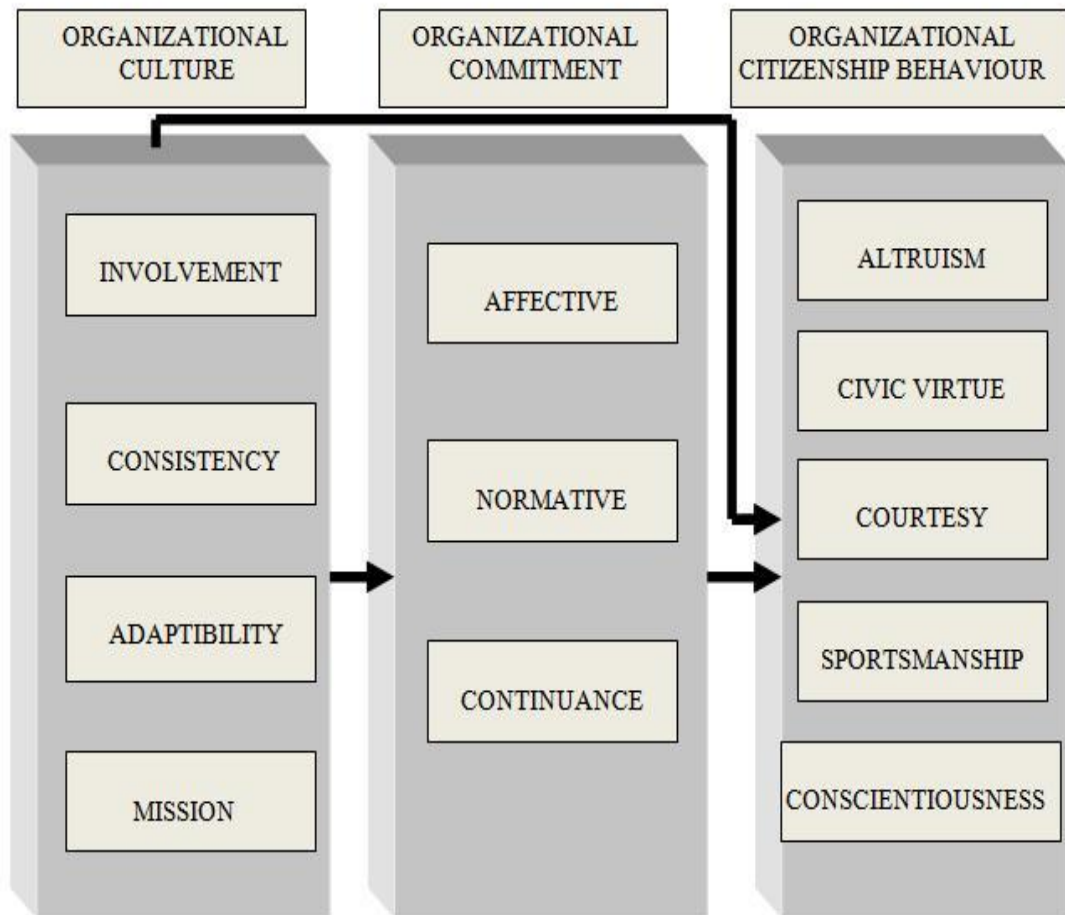 ORGANIZATIONAL
CULTURE
ORGANIZATIONAL
COMMITMENT
ORGANIZATIONAL
CITIZENSHIP BEHAVIOUR
INVOLVEMENT
CONSISTENCY
ADAPTIBILITY
MISSION
AFFECTIVE
NORMATIVE
CONTINUANCE
ALTRUISM
CIVIC VIRTUE
COURTESY
SPORTSMANSHIP
CONSCIENTIOUSNESS